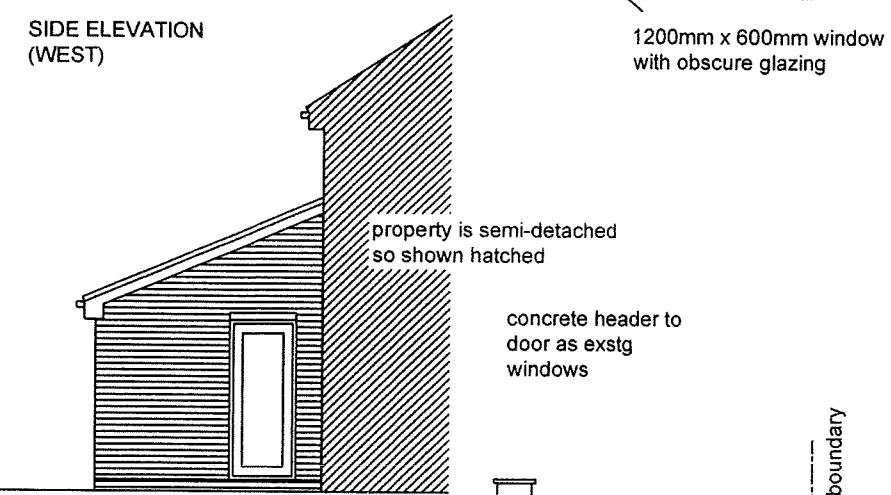 SIDE ELEVATION
(WEST)
1200mm x 600mm window
with obscure glazing
property is semi-detached
so shown hatched
concrete header to
door as exstg
windows
boundary